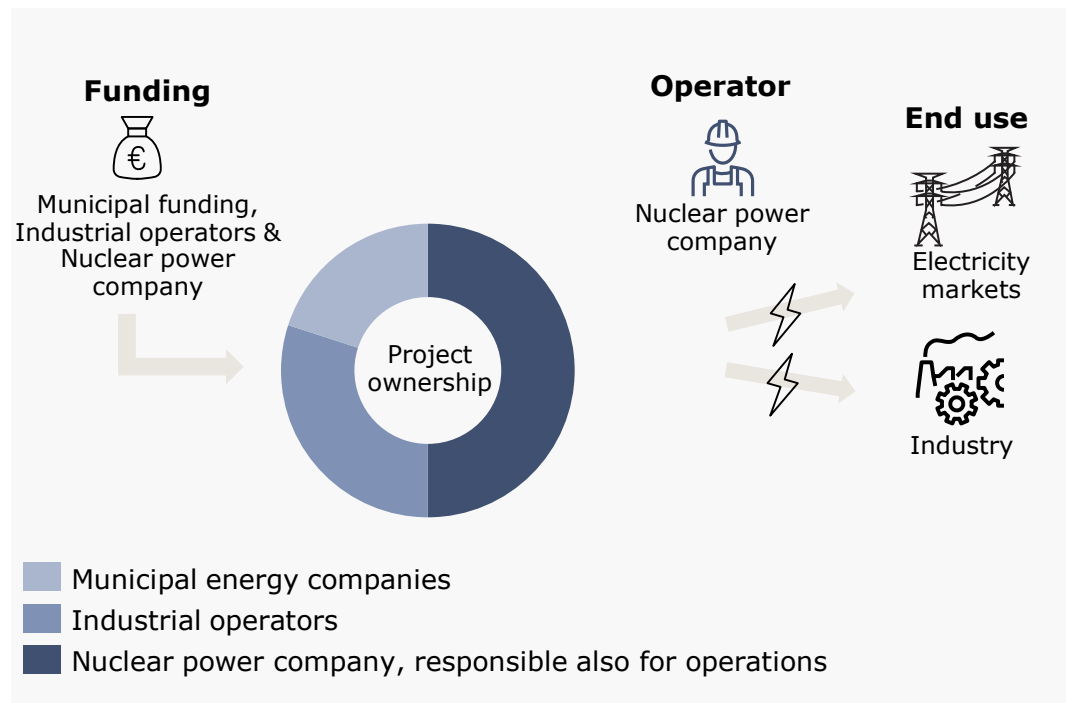 Funding
€
Municipal funding,
Industrial operators &
Nuclear power
company
Project
ownership
Operator
Nuclear power
company
End use
Electricity
markets
Industry
Municipal energy companies
Industrial operators
Nuclear power company, responsible also for operations